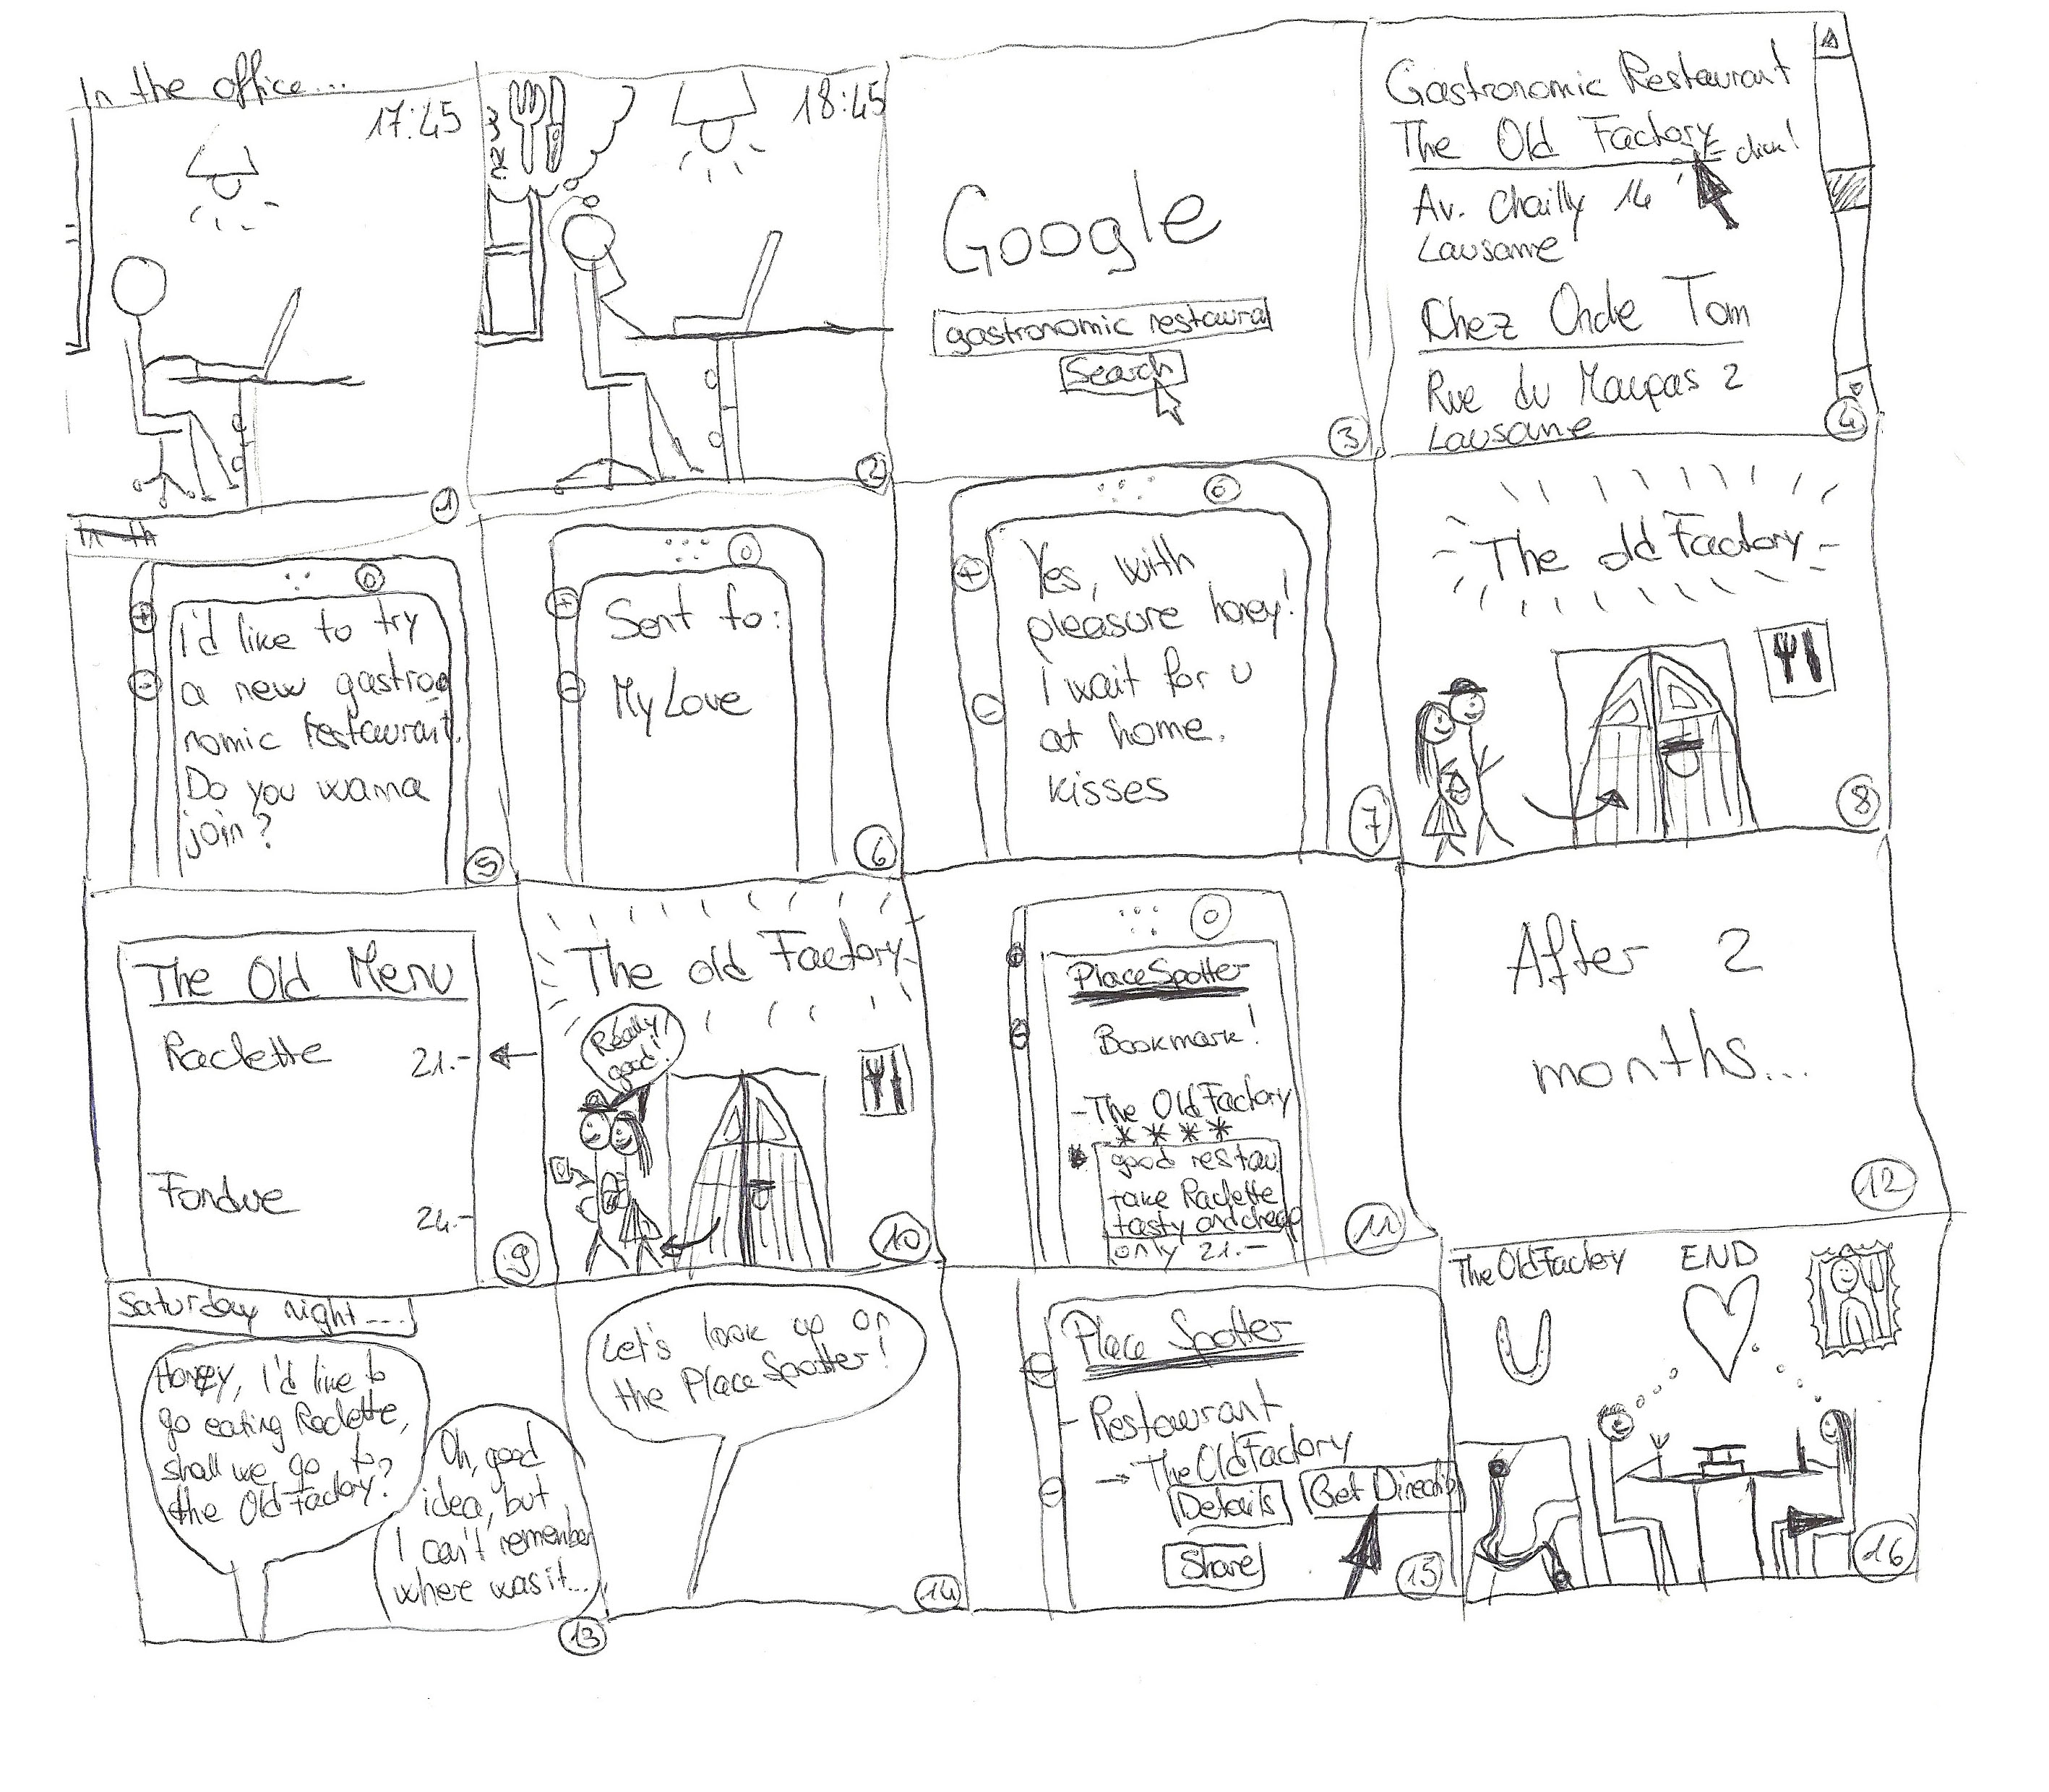 In the office...
17:45
1
18:45
2
Google
gastronomic restaura
Search
3
Gastronomic Restaurant
The Old Factory
click!
Av. Chailly 14
Lausanne
Chez Oncle Tom
Rue du Maupas 2
Lausanne
4
I'd like to try
a new gastro
nomic restaurant.
Do you wanna
join?
5
Sent to:
My Love
6
Yes, with
pleasure honey!
I wait for u
at home.
kisses
7
The old Factory
8
The Old Menu
Raclette 21.-
Fondue 24.-
9
The old Factory
Really
good!
10
PlaceSpotter
Bookmark!
- The Old Factory
****
good restau
take Raclette
tasty and cheap
only 21.-
11
After 2
months...
12
Saturday night...
Honey, I'd like to
go eating Raclette,
shall we go to
the Old Factory?
Oh, good
idea, but
I can't remember
where was it...
13
Let's look up on
the PlaceSpotter!
14
Place Spotter
- Restaurant
→ The Old Factory
Details
Get Directio
Share
15
The Old Factory
END
16